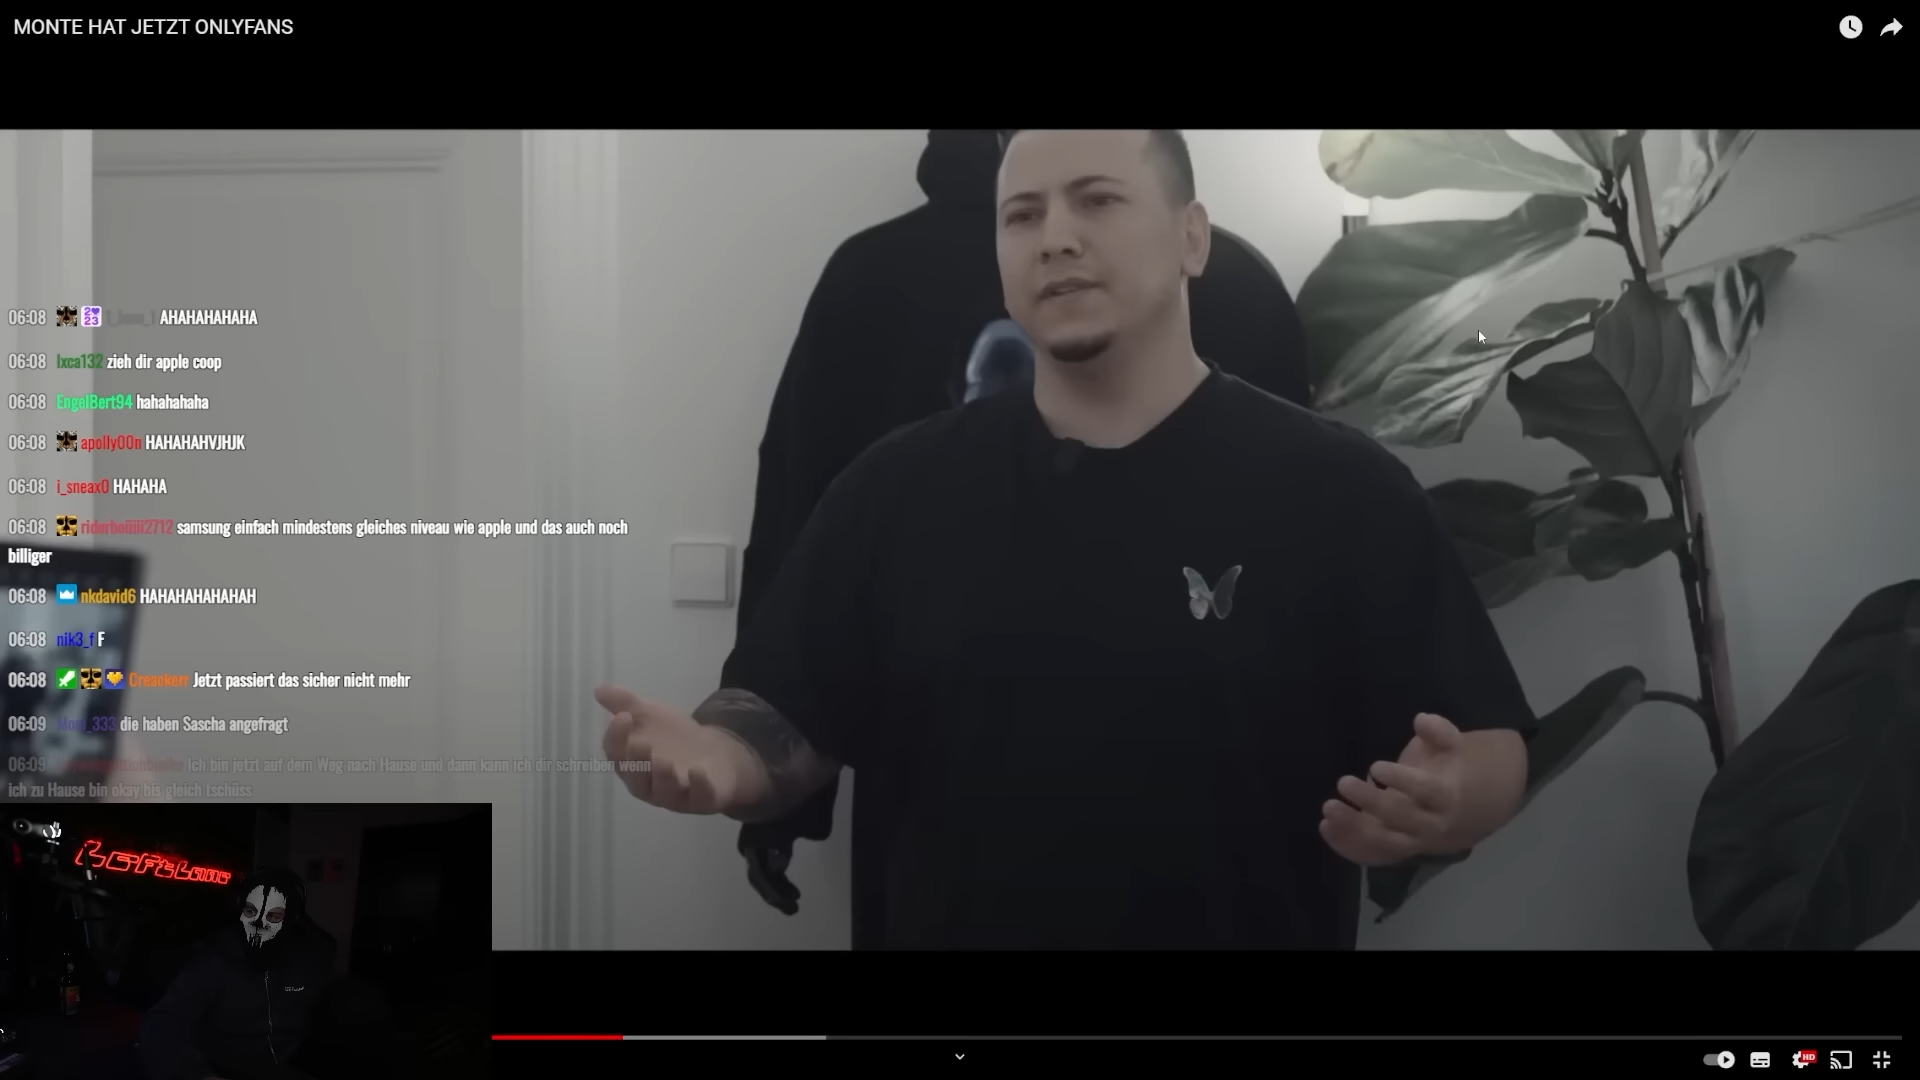 MONTE HAT JETZT ONLYFANS
06:08 AHAHAHAHAHA
06:08 lxca132 zieh dir apple coop
06:08 EngelBert94 hahahahaha
06:08 apolly00n HAHAHAHVJHJK
06:08 i_sneax0 HAHAHA
06:08 samsung einfach mindestens gleiches niveau wie apple und das auch noch
billiger
06:08 nkdavid6 HAHAHAHAHAHAH
06:08 nik3_f F
06:08 Creackerr Jetzt passiert das sicher nicht mehr
06:09 die haben Sascha angefragt
06:09 Ich bin jetzt auf dem Weg nach Hause und dann kann ich dir schreiben wenn
ich zu Hause bin okay bis gleich tschüss
HD